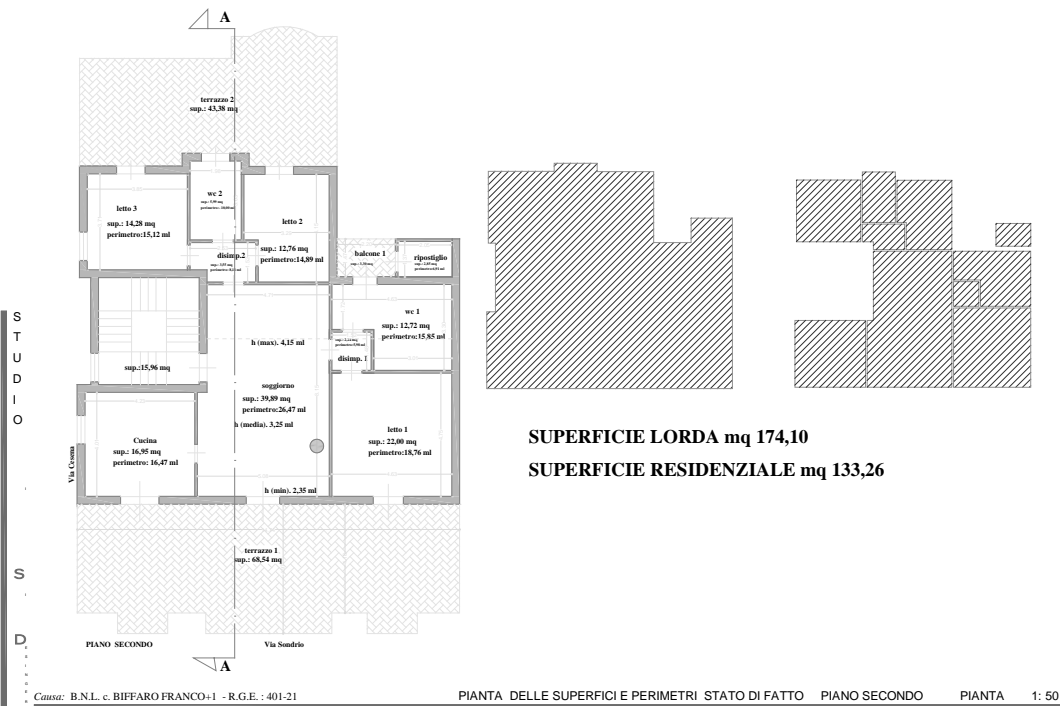 A
terrazzo 2
sup.: 43,38 mq
wc 2
letto 3
sup.: 14,28 mq
perimetro:15,12 ml
letto 2
sup.: 12,76 mq
perimetro:14,89 ml
disimp.2
balcone 1
ripostiglio
wc 1
sup.: 12,72 mq
perimetro:15,85 ml
h (max). 4,15 ml
disimp. 1
sup.:15,96 mq
soggiorno
sup.: 39,89 mq
perimetro:26,47 ml
h (media). 3,25 ml
letto 1
sup.: 22,00 mq
perimetro:18,76 ml
Cucina
sup.: 16,95 mq
perimetro: 16,47 ml
Via Cesena
h (min). 2,35 ml
terrazzo 1
sup.: 68,54 mq
PIANO SECONDO
Via Sondrio
A
SUPERFICIE LORDA mq 174,10
SUPERFICIE RESIDENZIALE mq 133,26
STUDIO
S
D
Causa: B.N.L. c. BIFFARO FRANCO+1 - R.G.E. : 401-21
PIANTA DELLE SUPERFICI E PERIMETRI STATO DI FATTO PIANO SECONDO PIANTA 1: 50